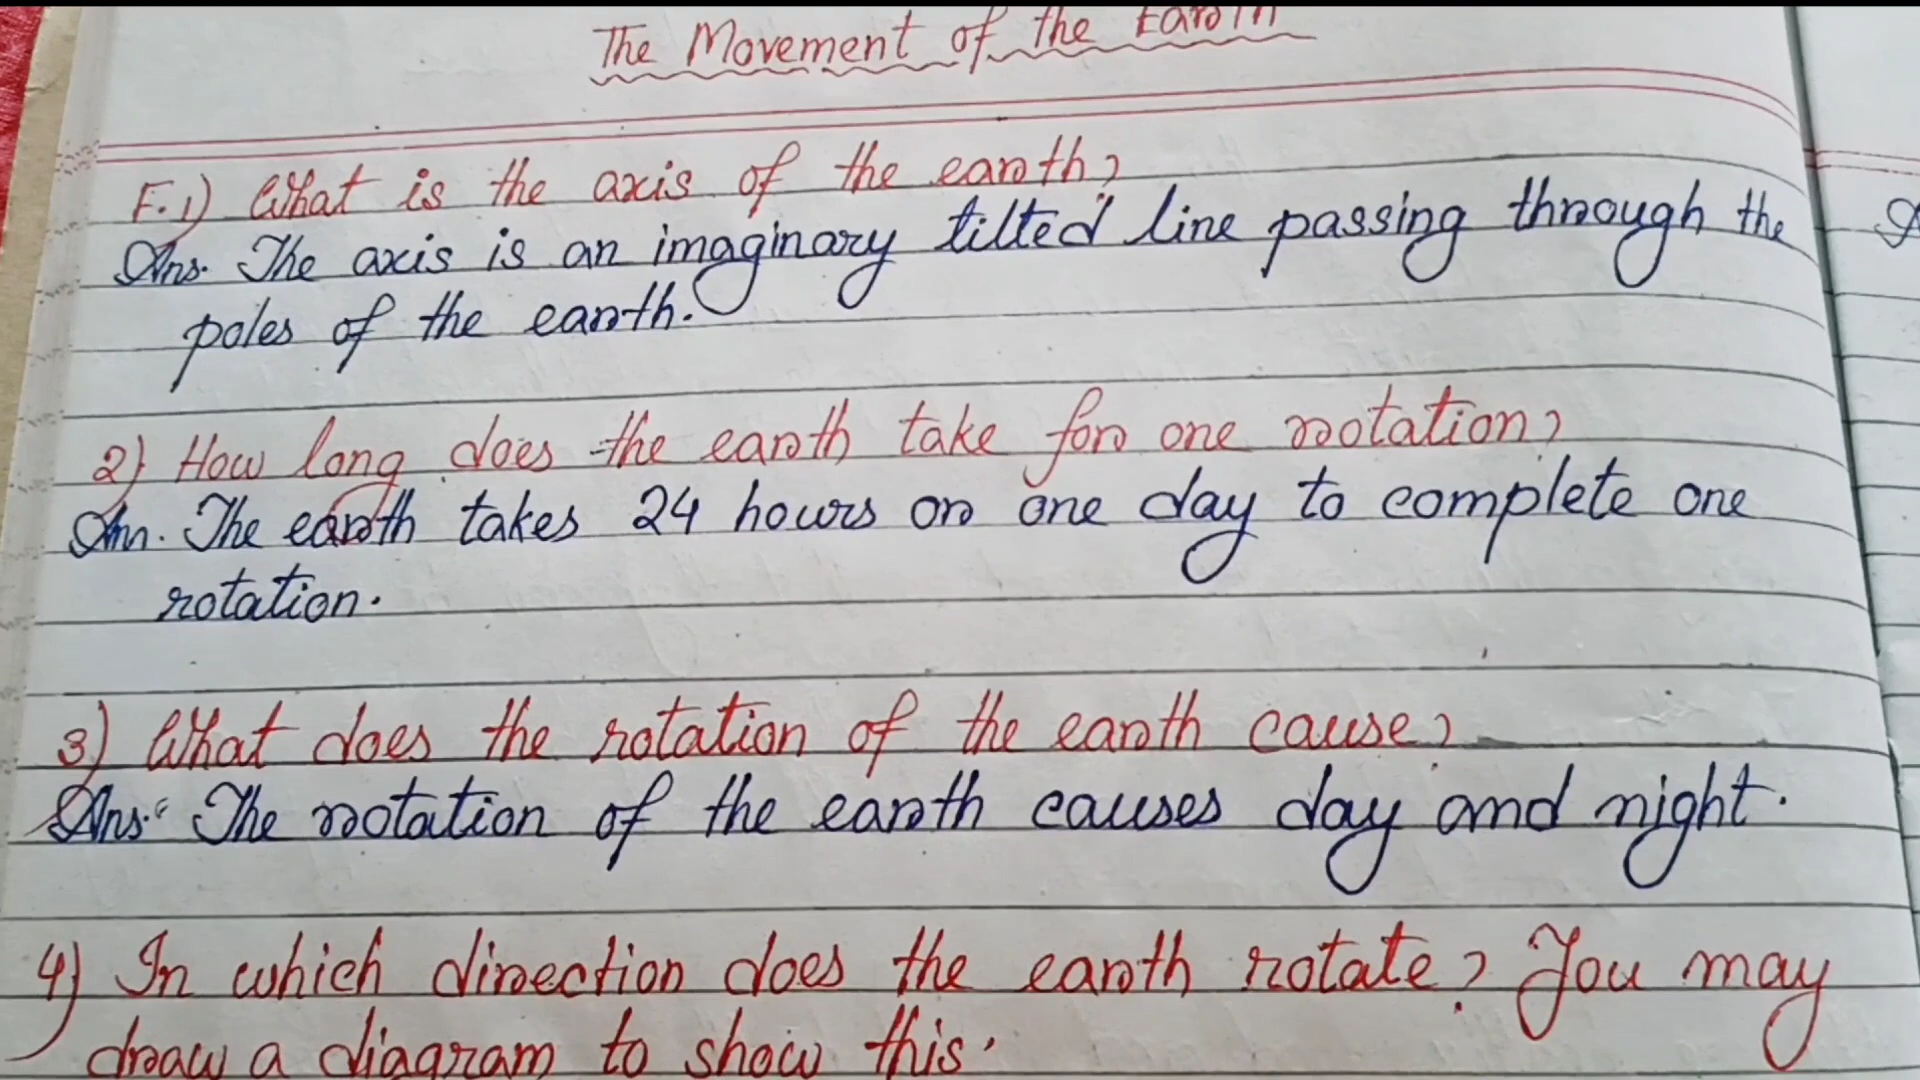 The Movement of the Earth
F.1) What is the axis of the earth?
Ans. The axis is an imaginary tilted line passing through the
poles of the earth.
2) How long does the earth take for one rotation?
An. The earth takes 24 hours or one day to complete one
rotation.
3) What does the rotation of the earth cause?
Ans. The rotation of the earth causes day and night.
4) In which direction does the earth rotate? You may
draw a diagram to show this.